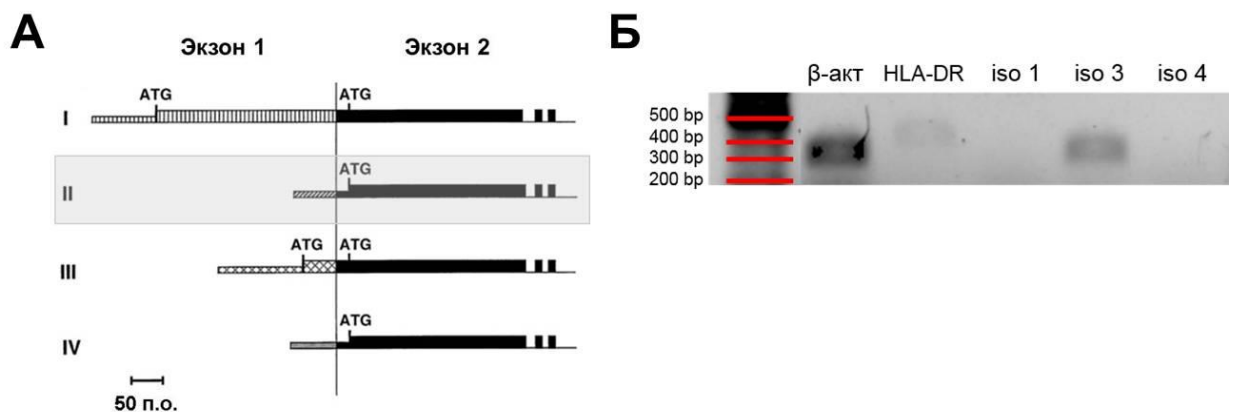 А
Экзон 1 Экзон 2
ATG ATG
I
ATG
II
ATG ATG
III
ATG
IV
50 п.о.
Б
β-акт HLA-DR iso 1 iso 3 iso 4
500 bp
400 bp
300 bp
200 bp